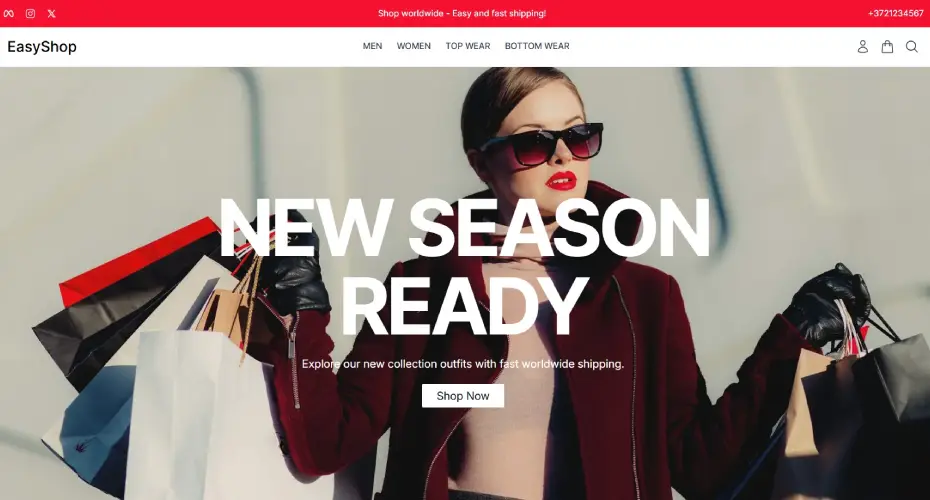 Shop worldwide - Easy and fast shipping!
+3721234567
EasyShop
MEN WOMEN TOP WEAR BOTTOM WEAR
NEW SEASON
READY
Explore our new collection outfits with fast worldwide shipping.
Shop Now